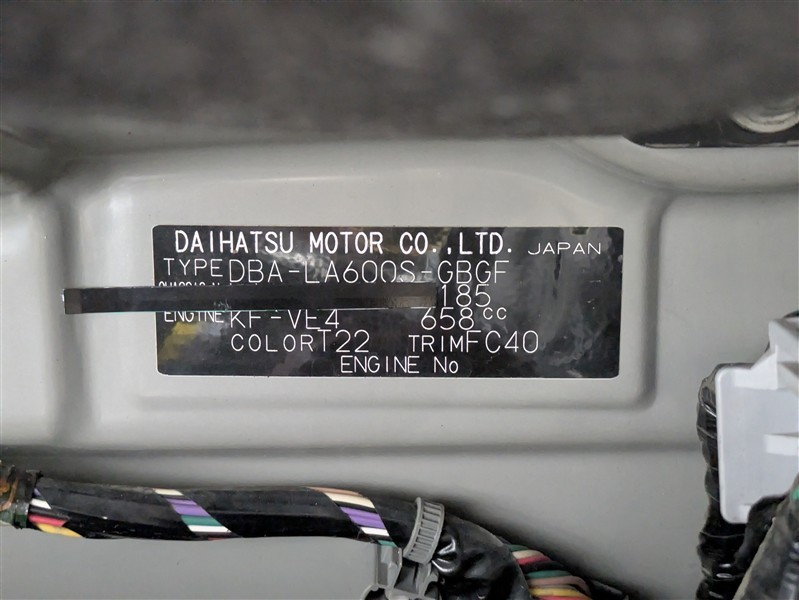 DAIHATSU MOTOR CO.,LTD. JAPAN
TYPE DBA-LA600S-GBGF
185
ENGINE KF-VE4 658CC
COLOR T22 TRIM FC40
ENGINE No